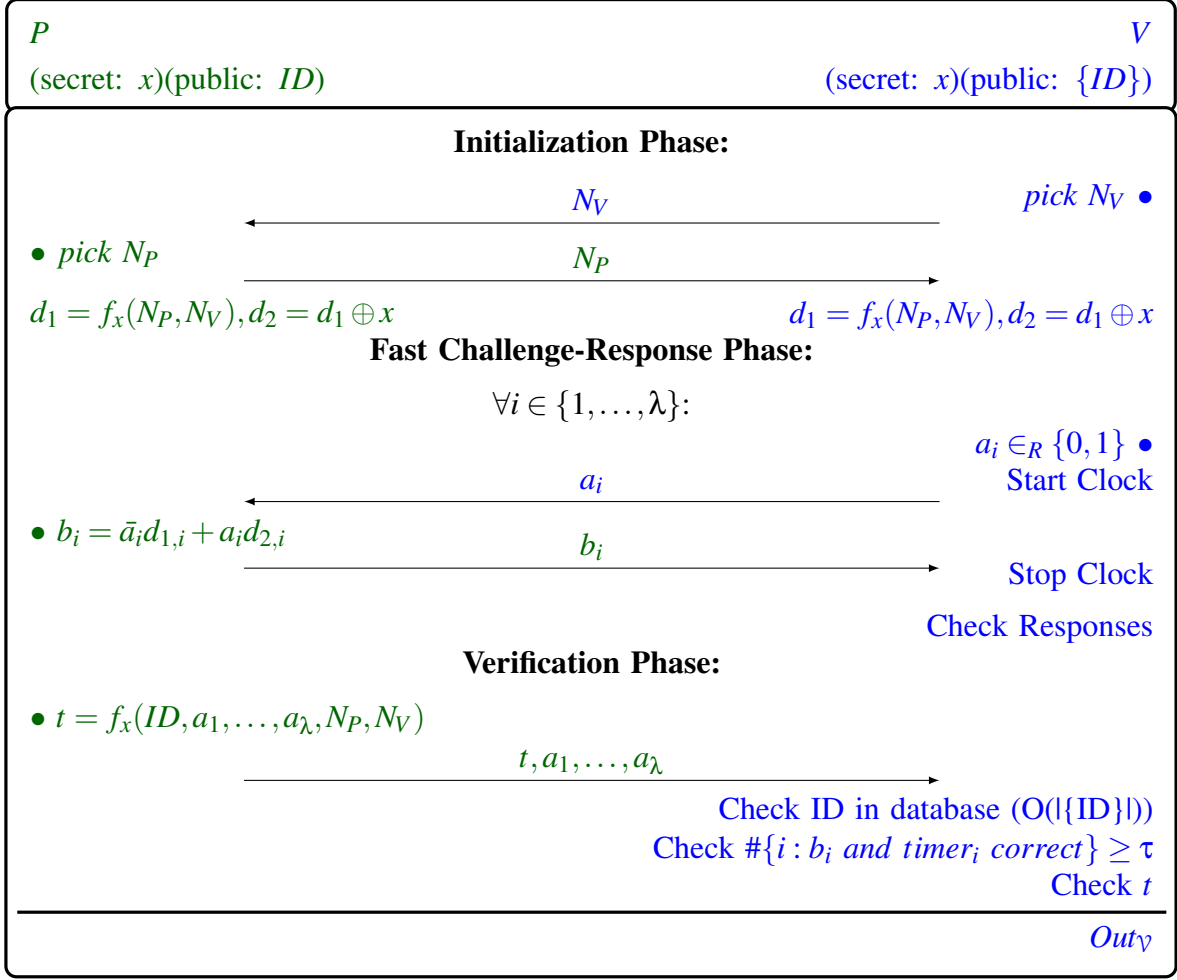 P V
(secret: x)(public: ID) (secret: x)(public: {ID})
Initialization Phase:
pick N_V •
N_V
• pick N_P
N_P
d_1 = f_x(N_P, N_V), d_2 = d_1 ⊕ x d_1 = f_x(N_P, N_V), d_2 = d_1 ⊕ x
Fast Challenge-Response Phase:
∀i ∈ {1, …, λ}:
a_i ∈_R {0, 1} •
a_i Start Clock
• b_i = ā_i d_{1,i} + a_i d_{2,i}
b_i
Stop Clock
Check Responses
Verification Phase:
• t = f_x(ID, a_1, …, a_λ, N_P, N_V)
t, a_1, …, a_λ
Check ID in database (O(|{ID}|))
Check #{i : b_i and timer_i correct} ≥ τ
Check t
Out_𝒱